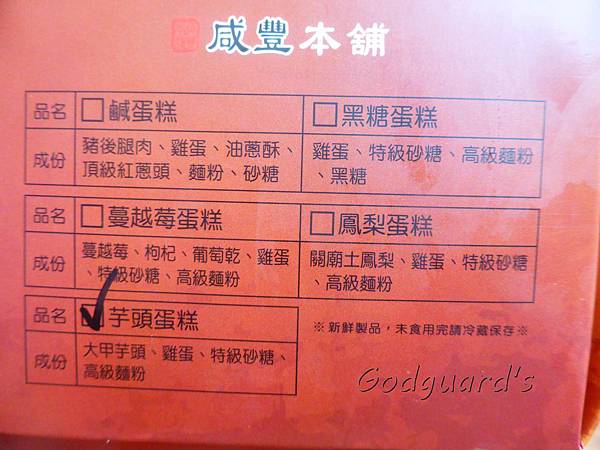 咸豐本舖
品名 □鹹蛋糕 □黑糖蛋糕
成份 豬後腿肉、雞蛋、油蔥酥、 雞蛋、特級砂糖、高級麵粉
頂級紅蔥頭、麵粉、砂糖 、黑糖
品名 □蔓越莓蛋糕 □鳳梨蛋糕
成份 蔓越莓、枸杞、葡萄乾、雞蛋 關廟土鳳梨、雞蛋、特級砂糖
、特級砂糖、高級麵粉 、高級麵粉
品名 ☑芋頭蛋糕 ※新鮮製品，未食用完請冷藏保存※
成份 大甲芋頭、雞蛋、特級砂糖、
高級麵粉
Godguard's